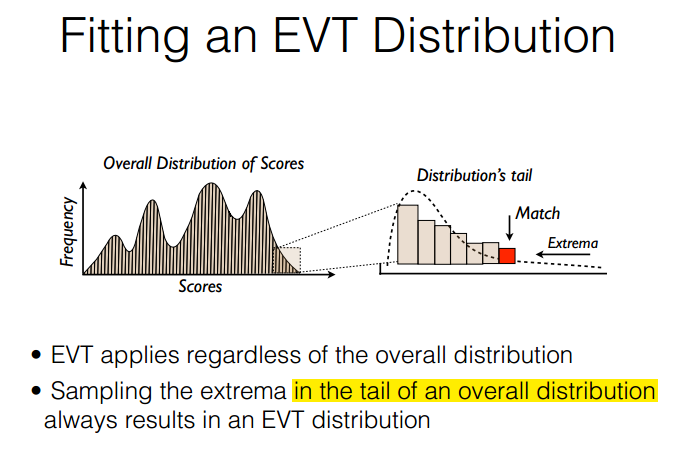 Fitting an EVT Distribution
Overall Distribution of Scores
Frequency
Scores
Distribution's tail
Match
Extrema
• EVT applies regardless of the overall distribution
• Sampling the extrema in the tail of an overall distribution
always results in an EVT distribution